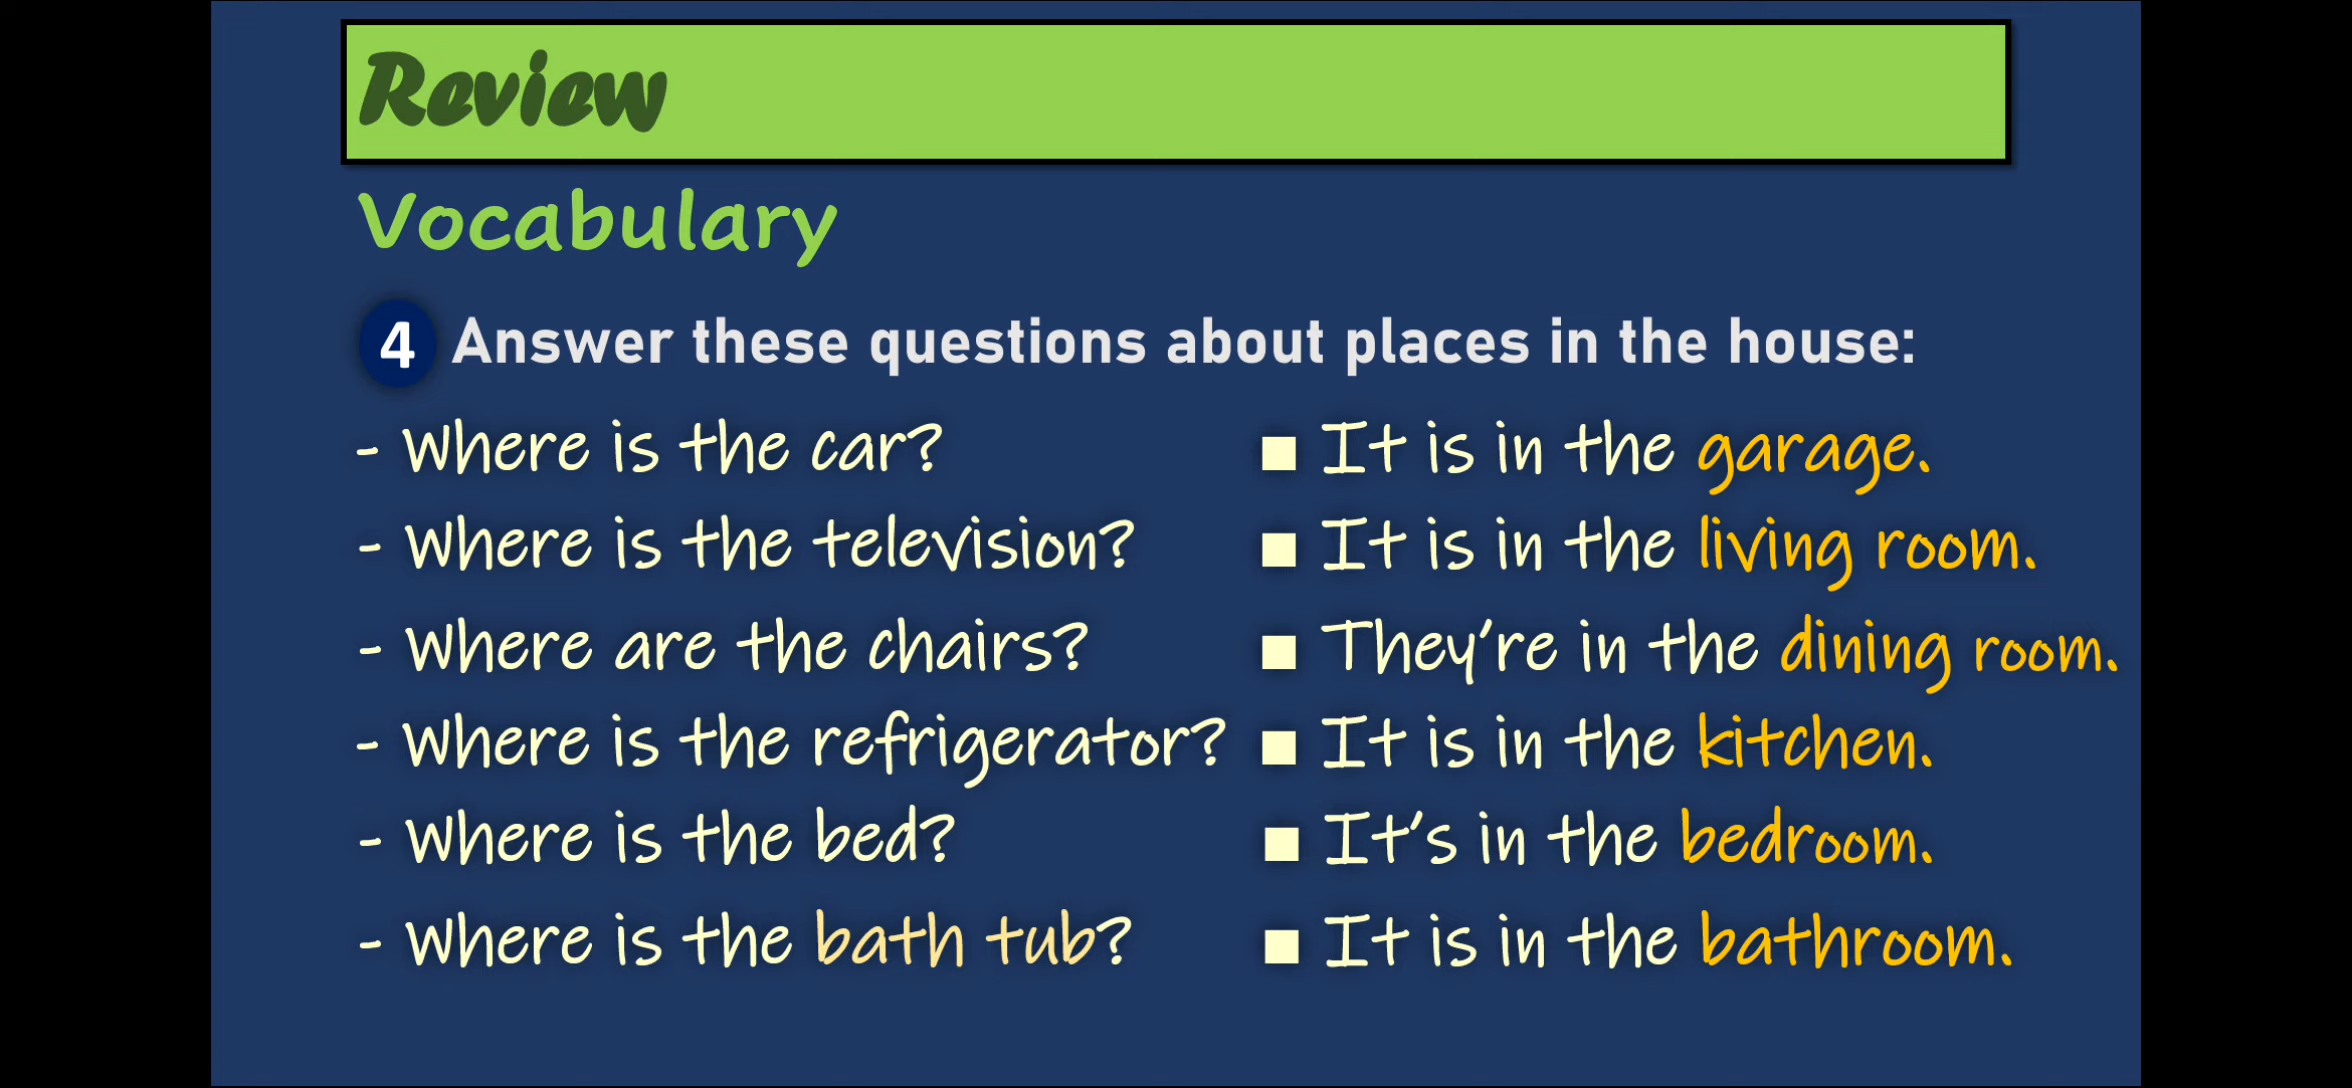 Review
Vocabulary
4 Answer these questions about places in the house:
- Where is the car? ■ It is in the garage.
- Where is the television? ■ It is in the living room.
- Where are the chairs? ■ They're in the dining room.
- Where is the refrigerator? ■ It is in the kitchen.
- Where is the bed? ■ It's in the bedroom.
- Where is the bath tub? ■ It is in the bathroom.